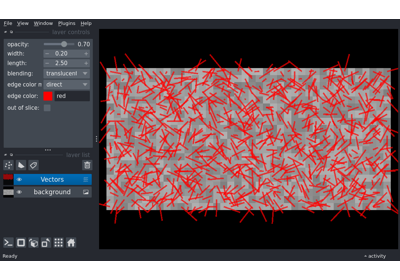 File View Window Plugins Help
layer controls
opacity: 0.70
width: 0.20
length: 2.50
blending: translucent
edge color m direct
edge color: red
out of slice:
layer list
Vectors
background
Ready
activity